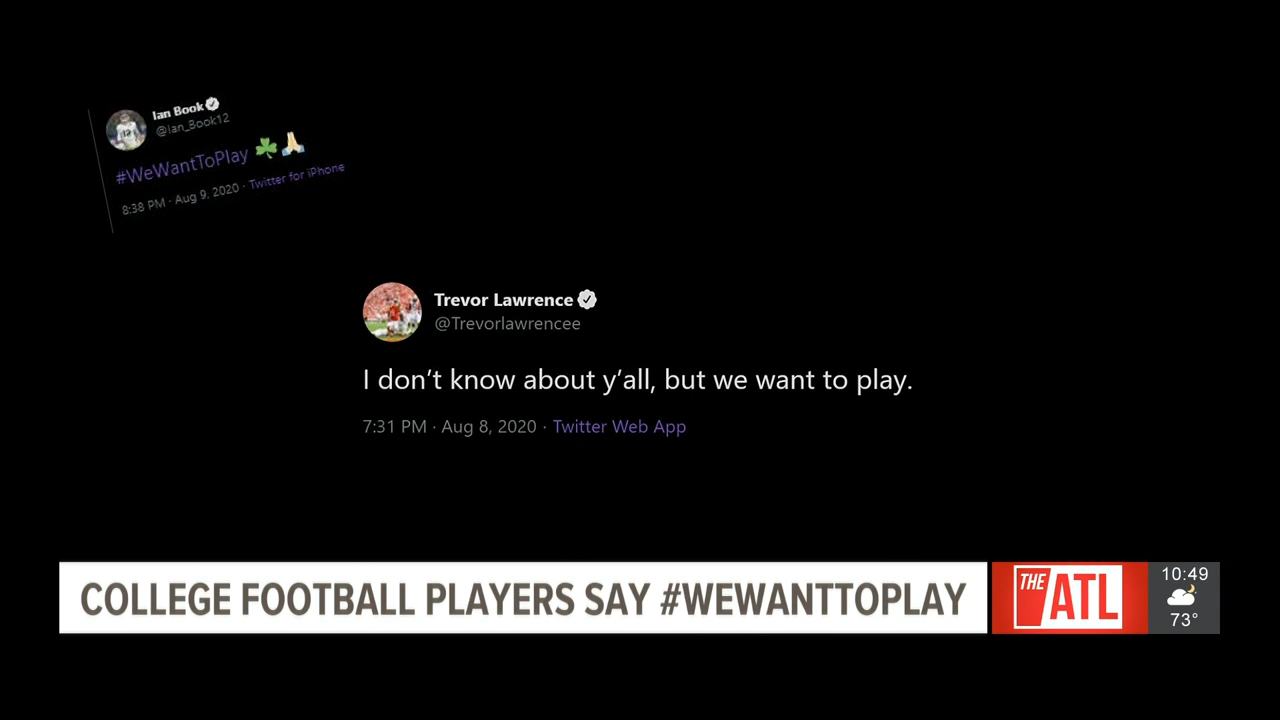 Ian Book
@Ian_Book12
#WeWantToPlay ☘️🙏🏻
8:38 PM · Aug 9, 2020 · Twitter for iPhone
Trevor Lawrence
@Trevorlawrencee
I don’t know about y’all, but we want to play.
7:31 PM · Aug 8, 2020 · Twitter Web App
COLLEGE FOOTBALL PLAYERS SAY #WEWANTTOPLAY
THE ATL
10:49
73°